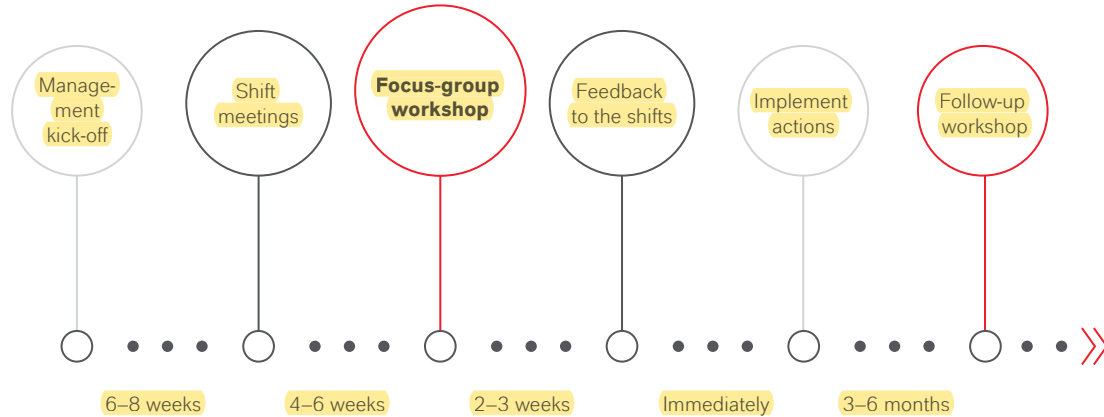 Manage-
ment
kick-off
Shift
meetings
Focus-group
workshop
Feedback
to the shifts
Implement
actions
Follow-up
workshop
6–8 weeks
4–6 weeks
2–3 weeks
Immediately
3–6 months